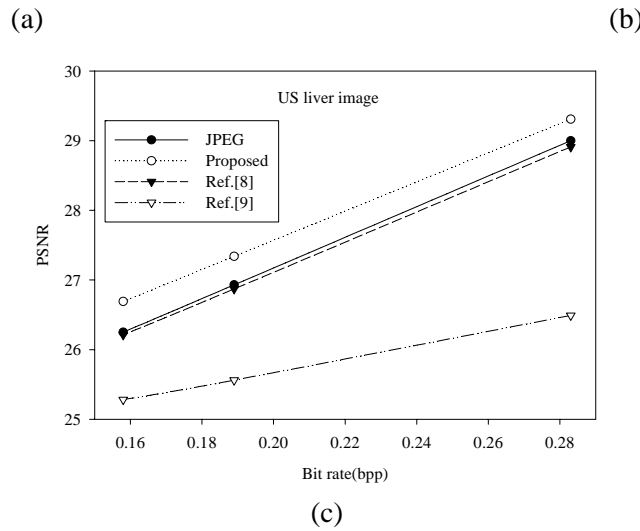 (a)
(b)
30
US liver image
29
JPEG
Proposed
Ref.[8]
Ref.[9]
28
PSNR
27
26
25
0.16 0.18 0.20 0.22 0.24 0.26 0.28
Bit rate(bpp)
(c)